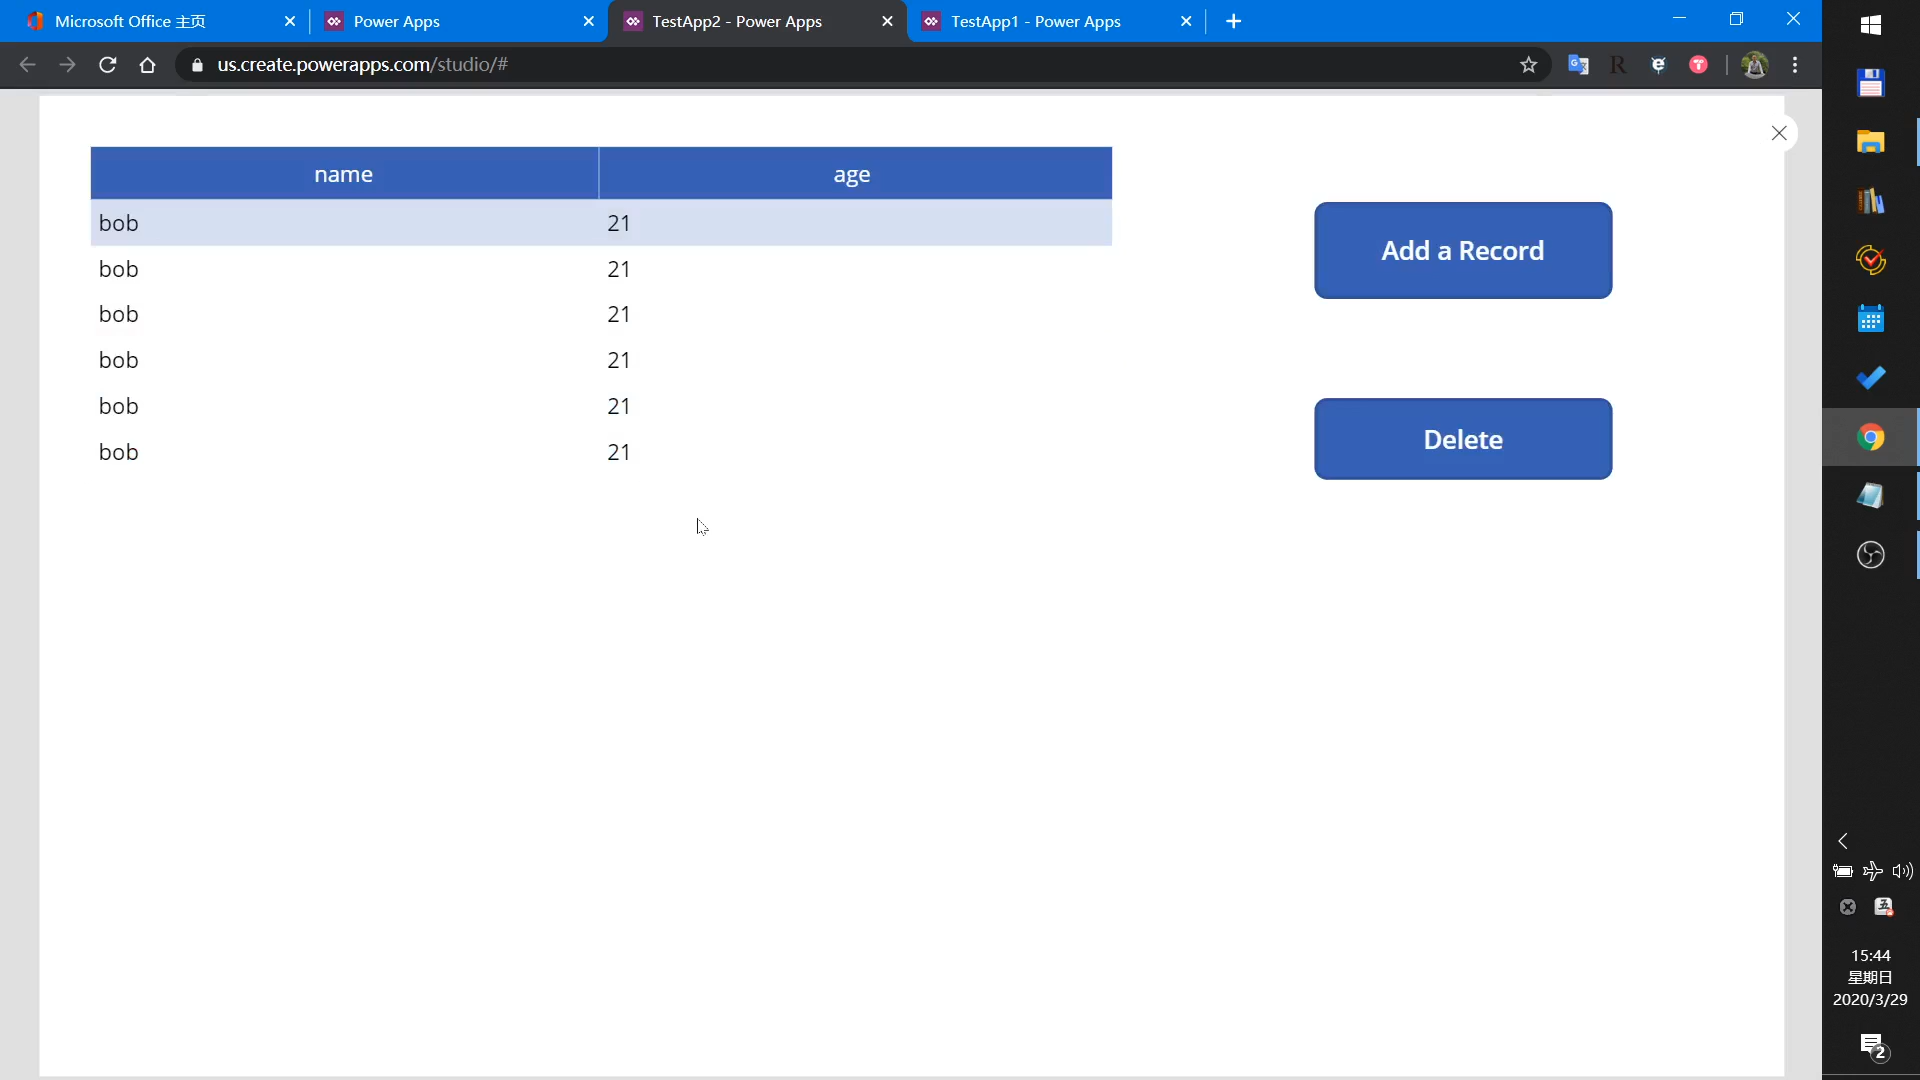 Microsoft Office 主页
Power Apps
TestApp2 - Power Apps
TestApp1 - Power Apps
us.create.powerapps.com/studio/#
name age
bob 21
bob 21
bob 21
bob 21
bob 21
bob 21
Add a Record
Delete
15:44
星期日
2020/3/29
2